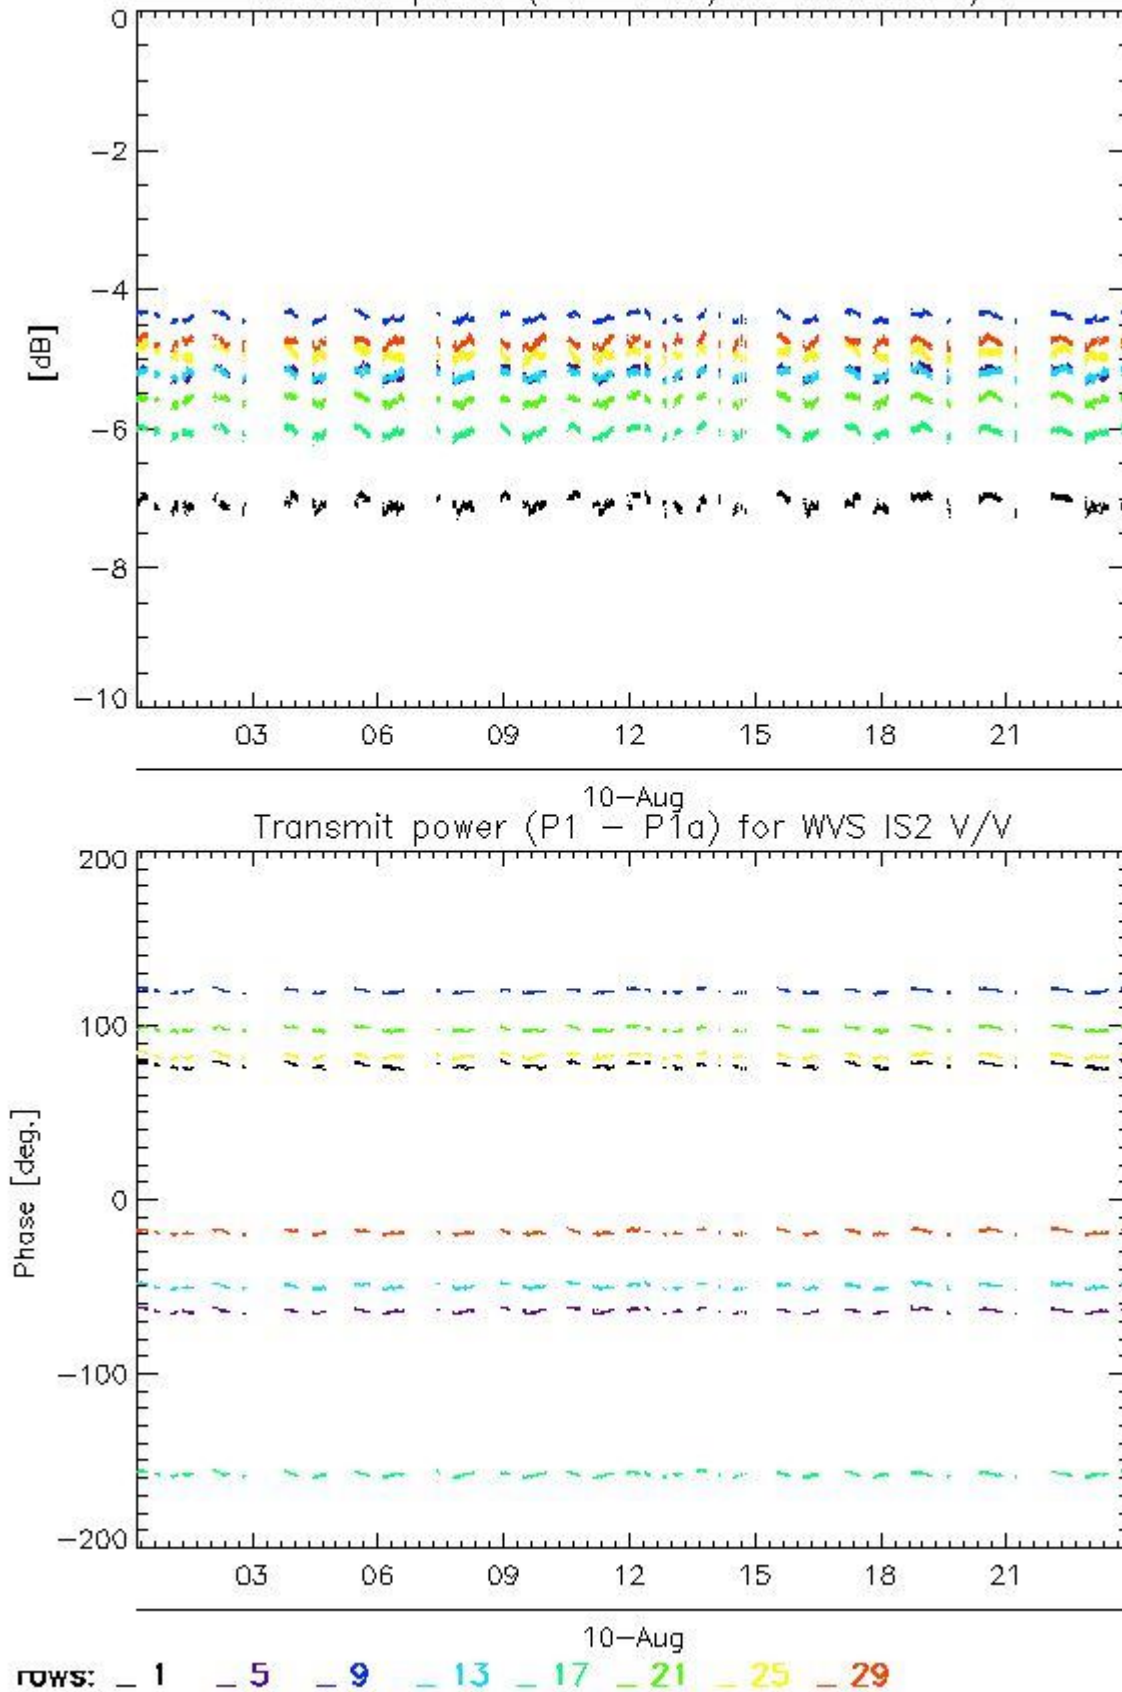 0
−2
−4
[dB]
−6
−8
−10
03 06 09 12 15 18 21
10−Aug
Transmit power (P1 − P1a) for WVS IS2 V/V
200
100
Phase [deg.]
0
−100
−200
03 06 09 12 15 18 21
10−Aug
rows: _ 1 _ 5 _ 9 _ 13 _ 17 _ 21 _ 25 _ 29